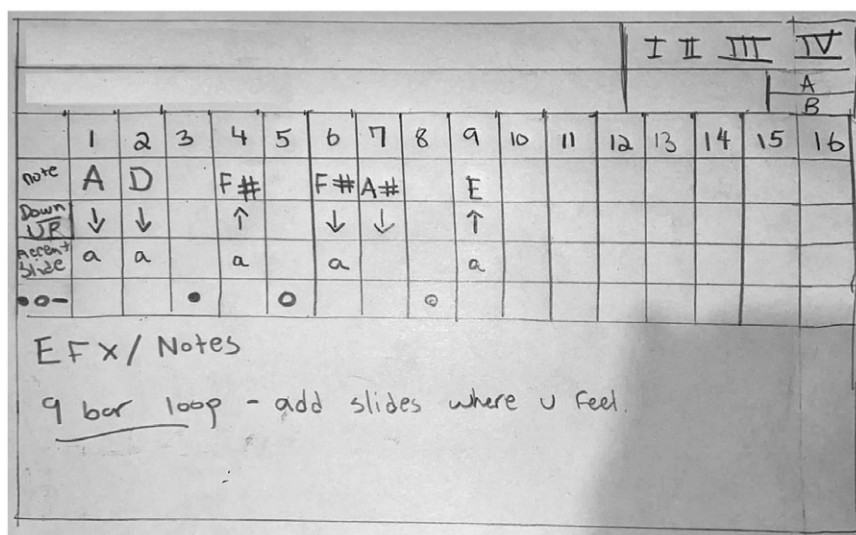 I II III IV
A
B
1 2 3 4 5 6 7 8 9 10 11 12 13 14 15 16
note A D F# F# A# E
Down
UP ↓ ↓ ↑ ↓ ↓ ↑
Accent
Slide a a a a a
●○-  ● ○ ○
EFX/Notes
9 bar loop - add slides where u feel.